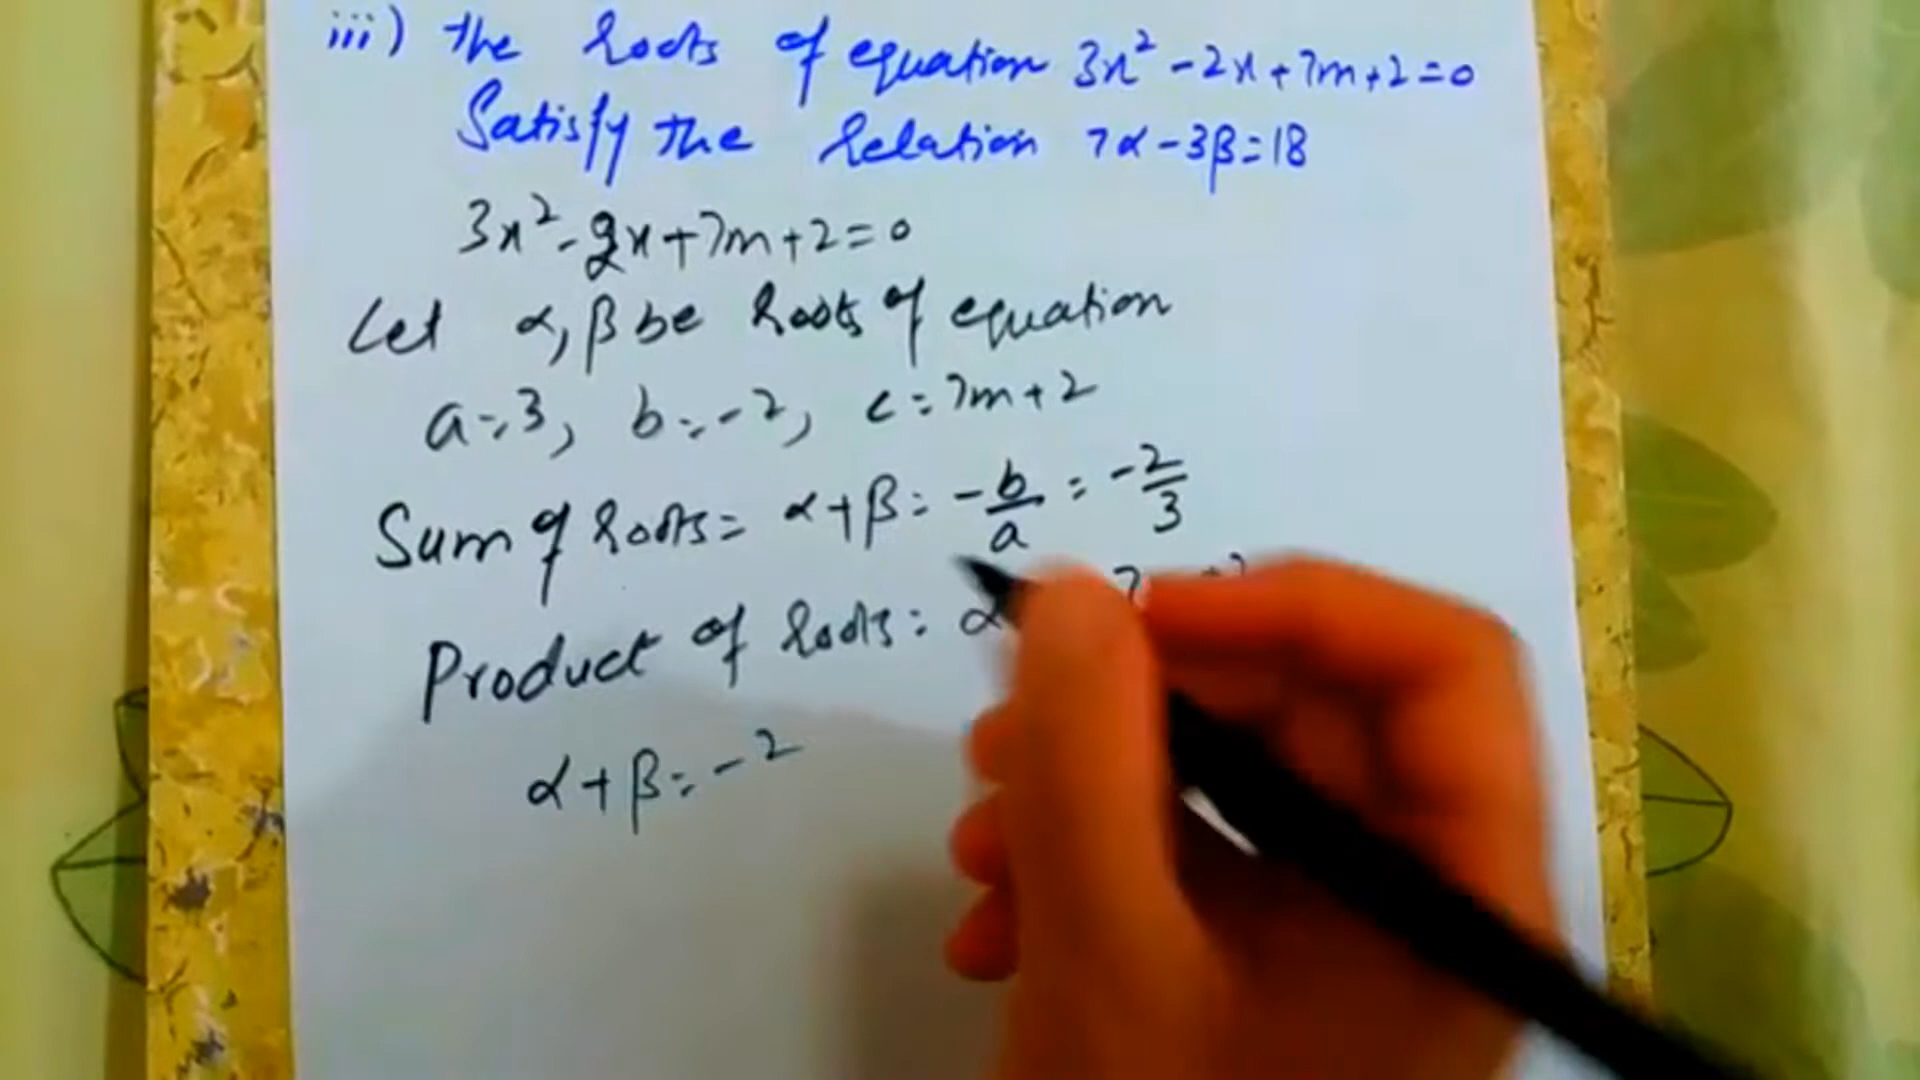 iii) The Roots of equation 3x² - 2x + 7m + 2 = 0
Satisfy the Relation 7α - 3β = 18
3x² - 2x + 7m + 2 = 0
Let α, β be Roots of equation
a = 3, b = -2, c = 7m + 2
Sum of Roots = α + β = -b/a = -2/3
Product of Roots = α
α + β = -2